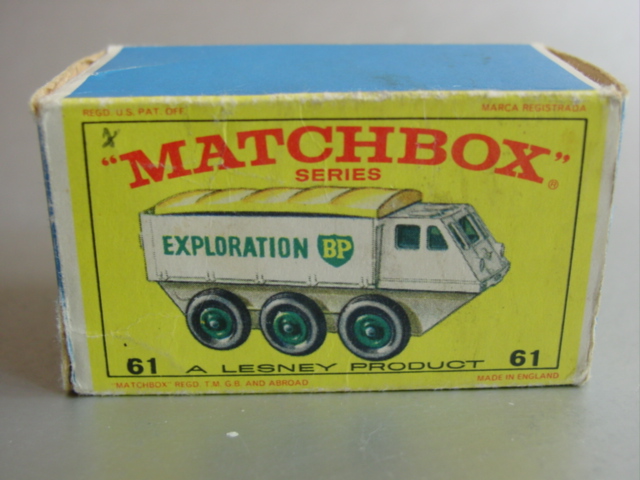 REGD. U.S. PAT. OFF. MARCA REGISTRADA
"MATCHBOX"®
SERIES
EXPLORATION BP
61 A LESNEY PRODUCT 61
"MATCHBOX" REGD. T.M. G.B. AND ABROAD MADE IN ENGLAND